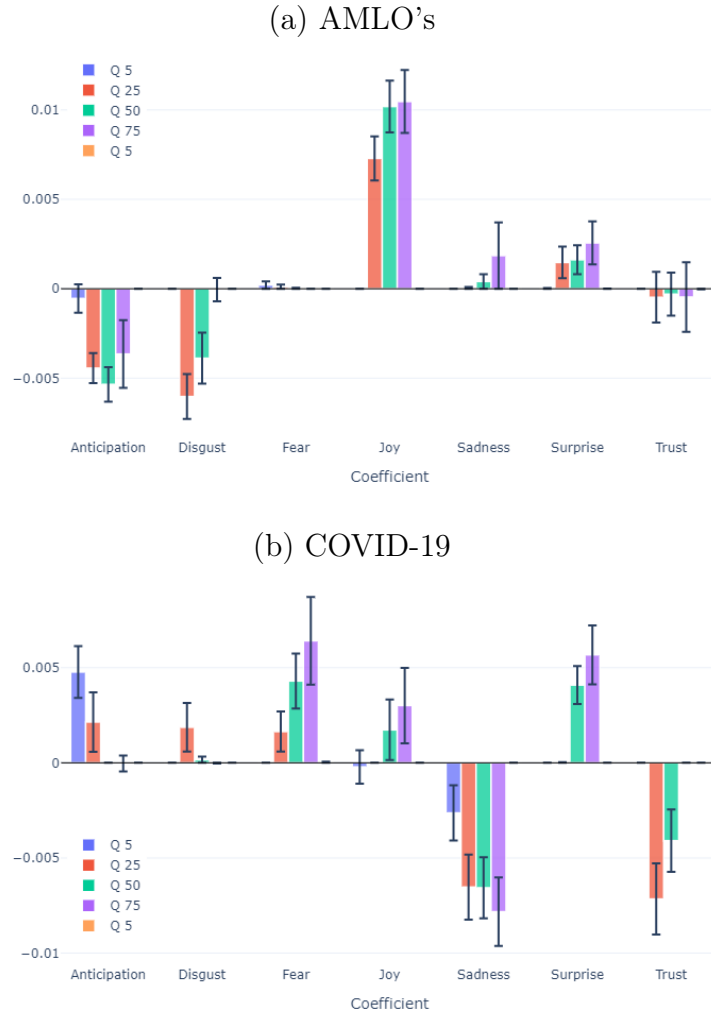 (a) AMLO's
Q 5
Q 25
Q 50
Q 75
Q 5
0.01
0.005
0
−0.005
Anticipation Disgust Fear Joy Sadness Surprise Trust
Coefficient
(b) COVID-19
0.005
0
−0.005
−0.01
Q 5
Q 25
Q 50
Q 75
Q 5
Anticipation Disgust Fear Joy Sadness Surprise Trust
Coefficient